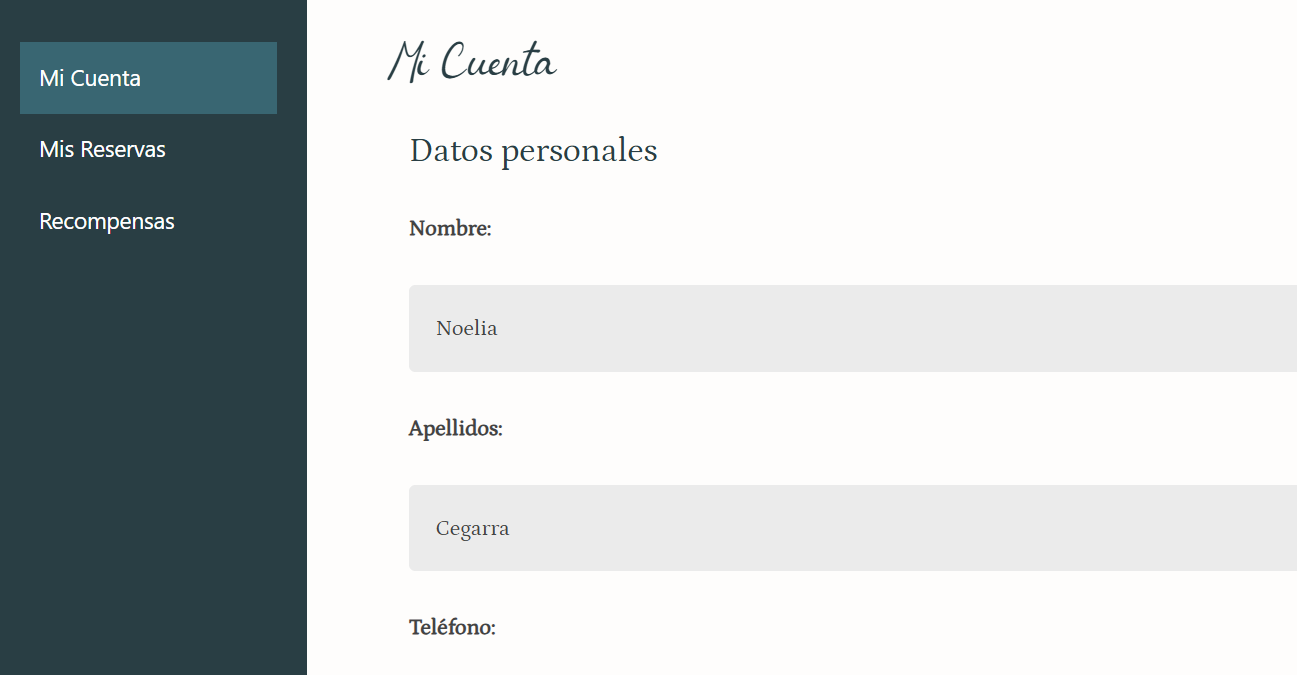 Mi Cuenta
Mis Reservas
Recompensas
Mi Cuenta
Datos personales
Nombre:
Noelia
Apellidos:
Cegarra
Teléfono: